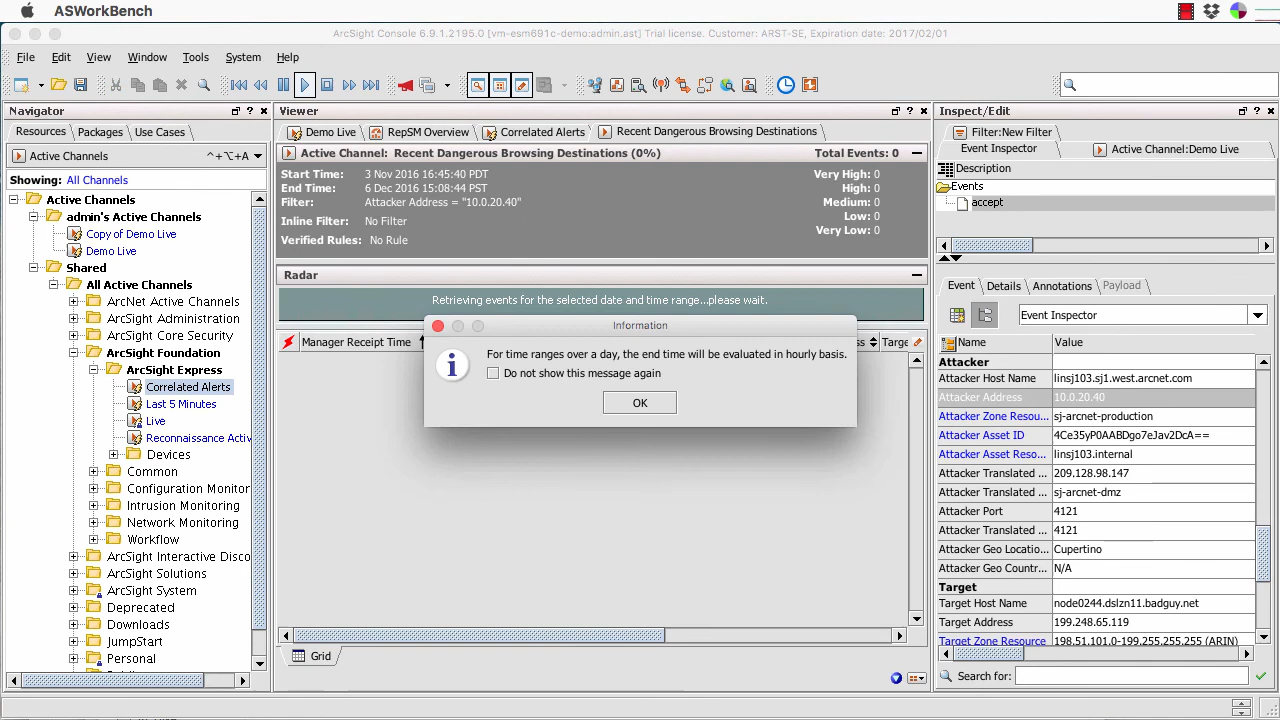 ASWorkBench
ArcSight Console 6.9.1.2195.0 [vm-esm691c-demo:admin.ast] Trial license. Customer: ARST-SE, Expiration date: 2017/02/01
File Edit View Window Tools System Help
Navigator
Resources Packages Use Cases
Active Channels ^+⌥+A
Showing: All Channels
Active Channels
admin's Active Channels
Copy of Demo Live
Demo Live
Shared
All Active Channels
ArcNet Active Channels
ArcSight Administration
ArcSight Core Security
ArcSight Foundation
ArcSight Express
Correlated Alerts
Last 5 Minutes
Live
Reconnaissance Activ
Devices
Common
Configuration Monitor
Intrusion Monitoring
Network Monitoring
Workflow
ArcSight Interactive Disco
ArcSight Solutions
ArcSight System
Deprecated
Downloads
JumpStart
Personal
Viewer
Demo Live RepSM Overview Correlated Alerts Recent Dangerous Browsing Destinations
Active Channel: Recent Dangerous Browsing Destinations (0%) Total Events: 0
Start Time: 3 Nov 2016 16:45:40 PDT Very High: 0
End Time: 6 Dec 2016 15:08:44 PST High: 0
Filter: Attacker Address = "10.0.20.40" Medium: 0
Inline Filter: No Filter Low: 0
Verified Rules: No Rule Very Low: 0
Radar
Retrieving events for the selected date and time range...please wait.
Manager Receipt Time
Targe
Information
For time ranges over a day, the end time will be evaluated in hourly basis.
Do not show this message again
OK
Grid
Inspect/Edit
Filter:New Filter
Event Inspector Active Channel:Demo Live
Description
Events
accept
Event Details Annotations Payload
Event Inspector
Name Value
Attacker
Attacker Host Name linsj103.sj1.west.arcnet.com
Attacker Address 10.0.20.40
Attacker Zone Resou... sj-arcnet-production
Attacker Asset ID 4Ce35yP0AABDgo7eJav2DcA==
Attacker Asset Reso... linsj103.internal
Attacker Translated ... 209.128.98.147
Attacker Translated ... sj-arcnet-dmz
Attacker Port 4121
Attacker Translated ... 4121
Attacker Geo Locatio... Cupertino
Attacker Geo Countr... N/A
Target
Target Host Name node0244.dslzn11.badguy.net
Target Address 199.248.65.119
Target Zone Resource 198.51.101.0-199.255.255.255 (ARIN)
Search for: